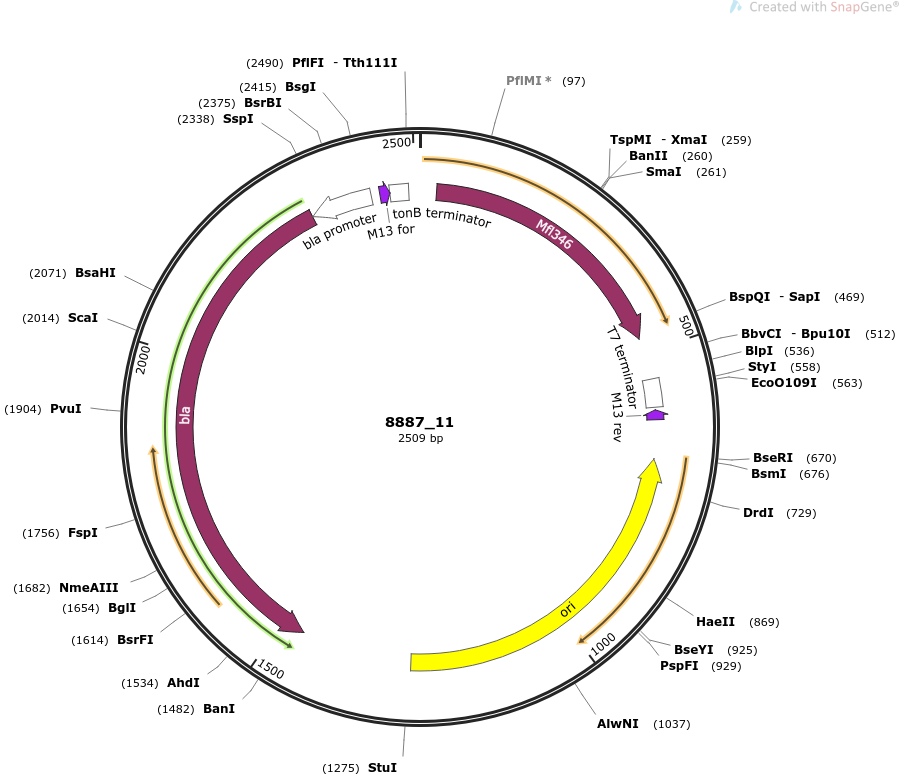 Created with SnapGene®
(2490) PflFI - Tth111I
(2415) BsgI
(2375) BsrBI
(2338) SspI
PflMI * (97)
TspMI - XmaI (259)
BanII (260)
SmaI (261)
2500
tonB terminator
M13 for
bla promoter
Mfl346
(2071) BsaHI
(2014) ScaI
2000
(1904) PvuI
bla
BspQI - SapI (469)
500
BbvCI - Bpu10I (512)
BlpI (536)
StyI (558)
EcoO109I (563)
T7 terminator
M13 rev
8887_11
2509 bp
BseRI (670)
BsmI (676)
DrdI (729)
(1756) FspI
(1682) NmeAIII
(1654) BglI
(1614) BsrFI
(1534) AhdI
(1482) BanI
1500
ori
HaeII (869)
BseYI (925)
PspFI (929)
1000
AlwNI (1037)
(1275) StuI